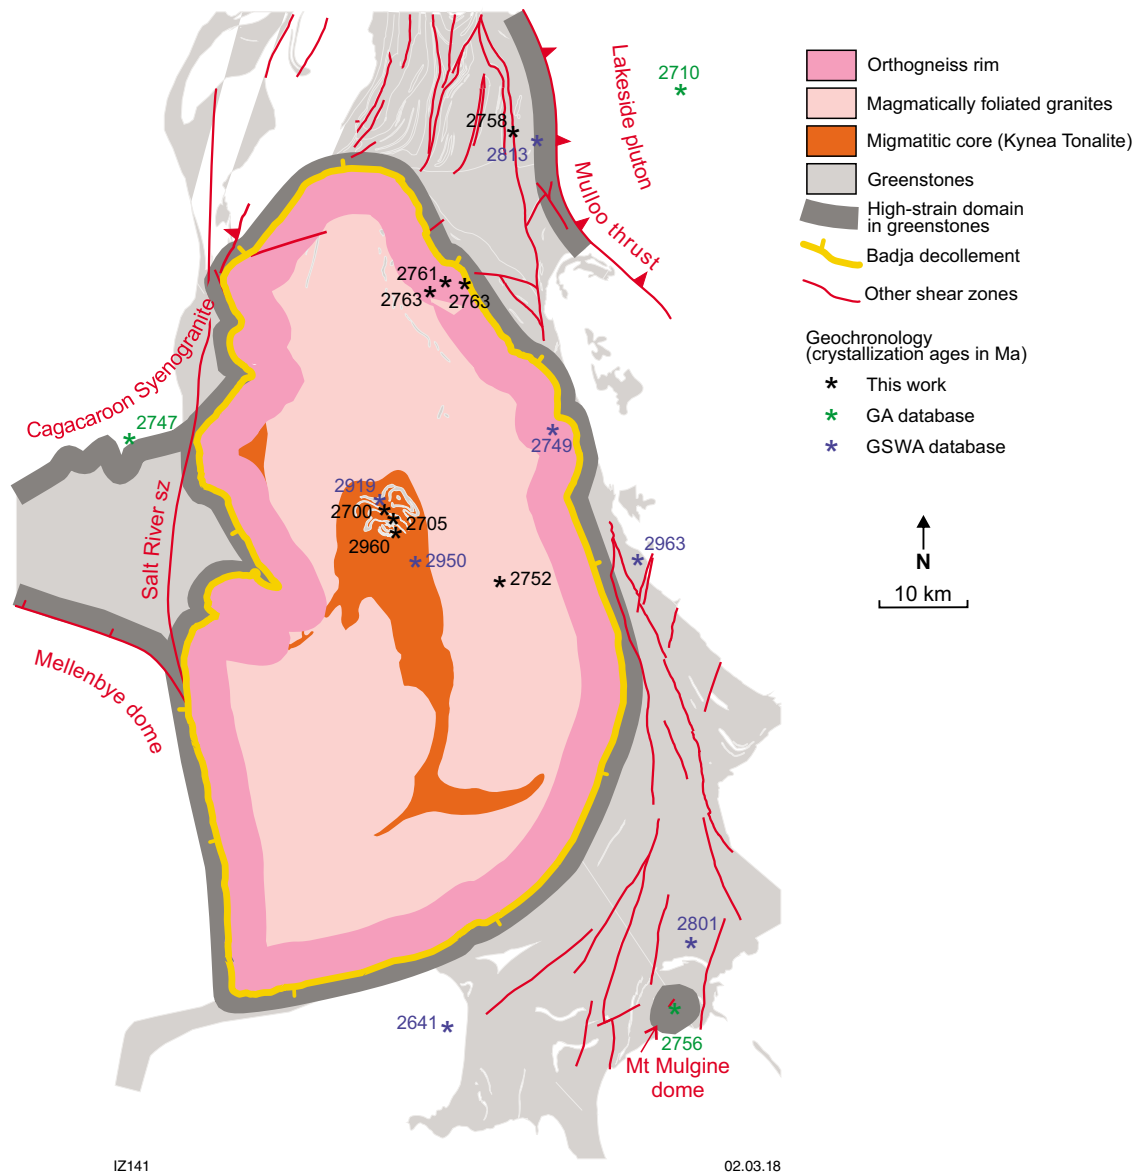 Lakeside pluton
2710
2758
2813
Mulloo thrust
2761
2763
2763
Cagacaroon Syenogranite
2747
2749
Salt River sz
2919
2700
2705
2960
2950
2752
2963
Mellenbye dome
2801
2641
2756
Mt Mulgine
dome
Orthogneiss rim
Magmatically foliated granites
Migmatitic core (Kynea Tonalite)
Greenstones
High-strain domain
in greenstones
Badja decollement
Other shear zones
Geochronology
(crystallization ages in Ma)
* This work
* GA database
* GSWA database
N
10 km
IZ141
02.03.18